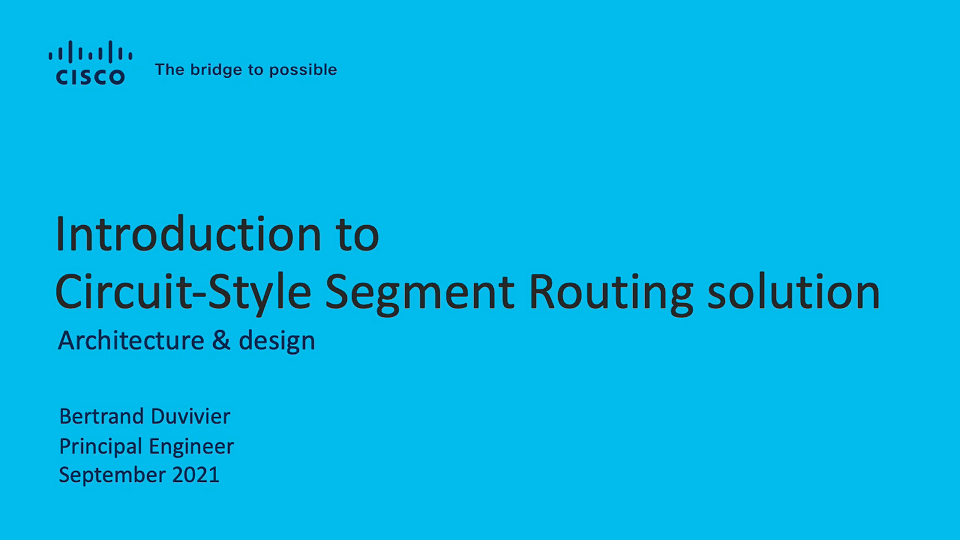 CISCO
The bridge to possible
Introduction to
Circuit-Style Segment Routing solution
Architecture & design
Bertrand Duvivier
Principal Engineer
September 2021